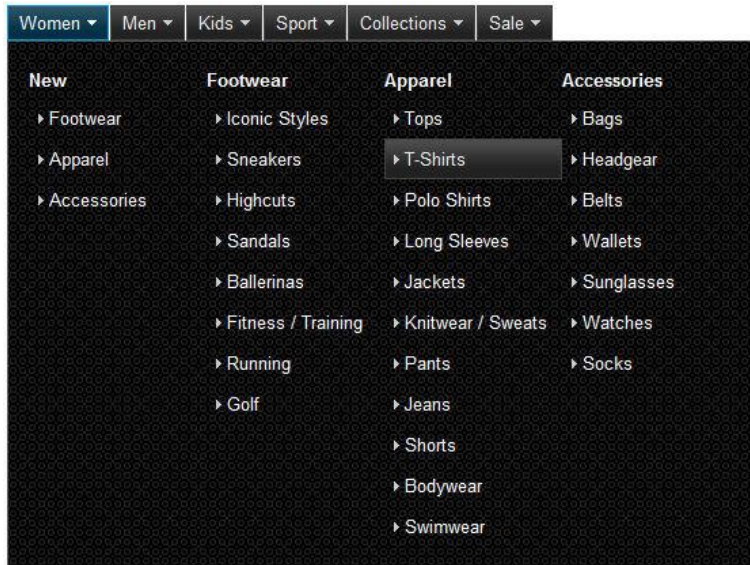 Women Men Kids Sport Collections Sale
New Footwear Apparel Accessories
Footwear Iconic Styles Tops Bags
Apparel Sneakers T-Shirts Headgear
Accessories Highcuts Polo Shirts Belts
Sandals Long Sleeves Wallets
Ballerinas Jackets Sunglasses
Fitness / Training Knitwear / Sweats Watches
Running Pants Socks
Golf Jeans
Shorts
Bodywear
Swimwear